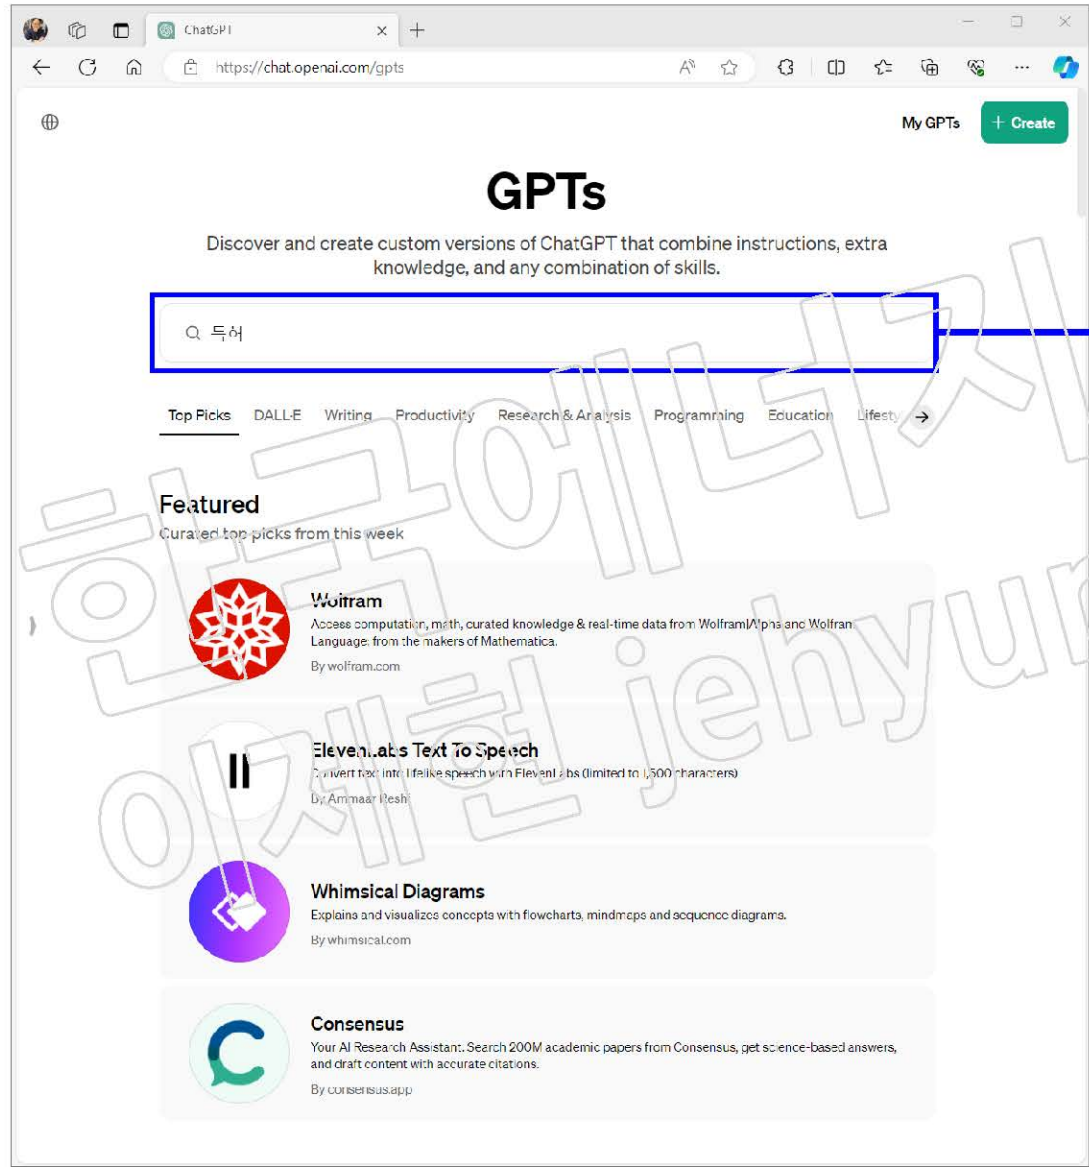 ChatGPT
https://chat.openai.com/gpts
My GPTs
+ Create
GPTs
Discover and create custom versions of ChatGPT that combine instructions, extra
knowledge, and any combination of skills.
특허
Top Picks DALL·E Writing Productivity Research & Analysis Programming Education Lifesty
Featured
Curated top picks from this week
Wolfram
Access computation, math, curated knowledge & real-time data from Wolfram|Alpha and Wolfram
Language; from the makers of Mathematica.
By wolfram.com
ElevenLabs Text To Speech
Convert text into lifelike speech with ElevenLabs (limited to 1,500 characters)
By Ammaar Reshi
Whimsical Diagrams
Explains and visualizes concepts with flowcharts, mindmaps and sequence diagrams.
By whimsical.com
Consensus
Your AI Research Assistant. Search 200M academic papers from Consensus, get science-based answers,
and draft content with accurate citations.
By consensus.app
한국에너지
이제현 jehyun